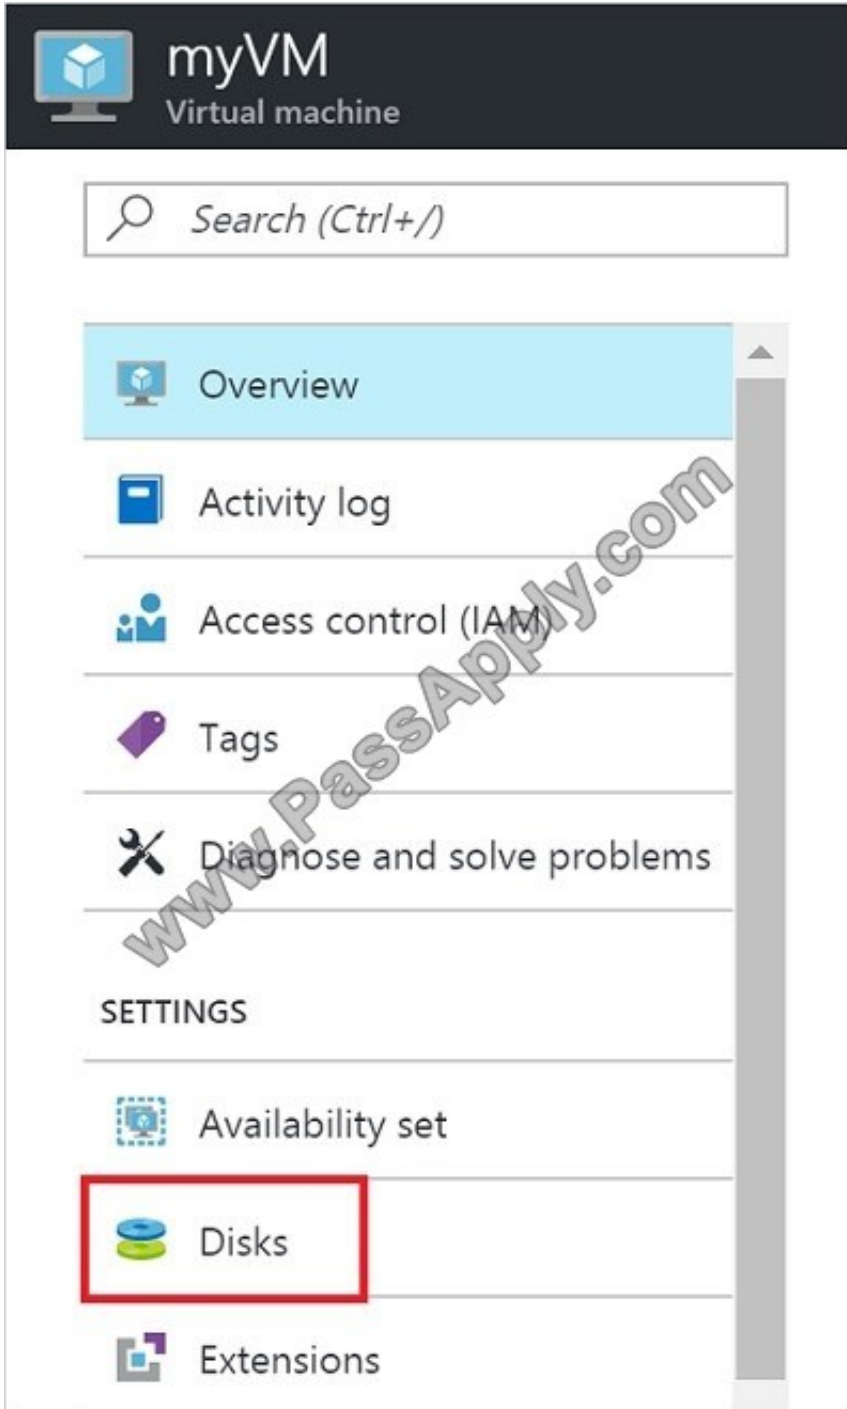 myVM
Virtual machine
Search (Ctrl+/)
Overview
Activity log
Access control (IAM)
Tags
Diagnose and solve problems
www.PassApply.com
SETTINGS
Availability set
Disks
Extensions